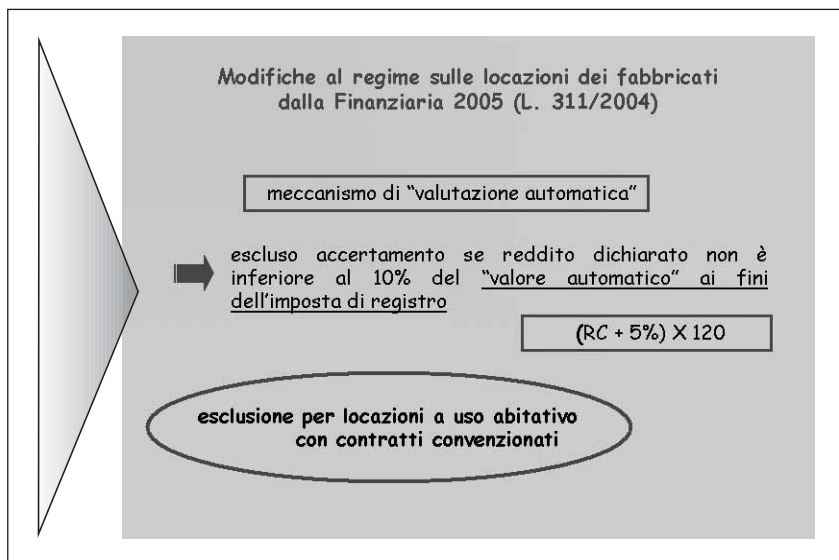 Modifiche al regime sulle locazioni dei fabbricati
dalla Finanziaria 2005 (L. 311/2004)
meccanismo di "valutazione automatica"
escluso accertamento se reddito dichiarato non è
inferiore al 10% del "valore automatico" ai fini
dell'imposta di registro
(RC + 5%) X 120
esclusione per locazioni a uso abitativo
con contratti convenzionati